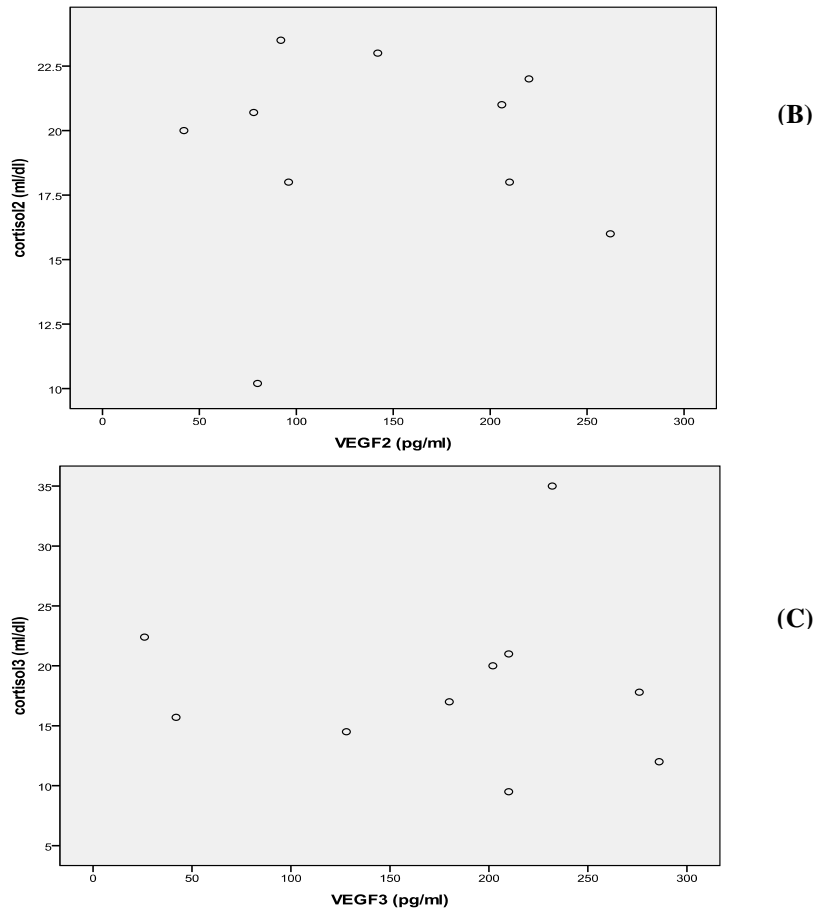 22.5
20
17.5
15
12.5
10
cortisol2 (ml/dl)
0 50 100 150 200 250 300
VEGF2 (pg/ml)
(B)
35
30
25
20
15
10
5
cortisol3 (ml/dl)
0 50 100 150 200 250 300
VEGF3 (pg/ml)
(C)